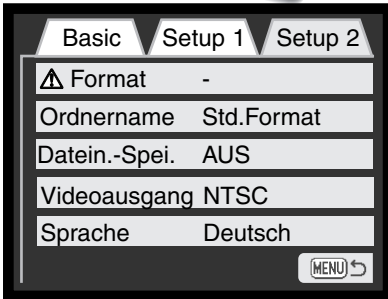 Basic Setup 1 Setup 2
Format -
Ordnername Std.Format
Datein.-Spei. AUS
Videoausgang NTSC
Sprache Deutsch
MENU